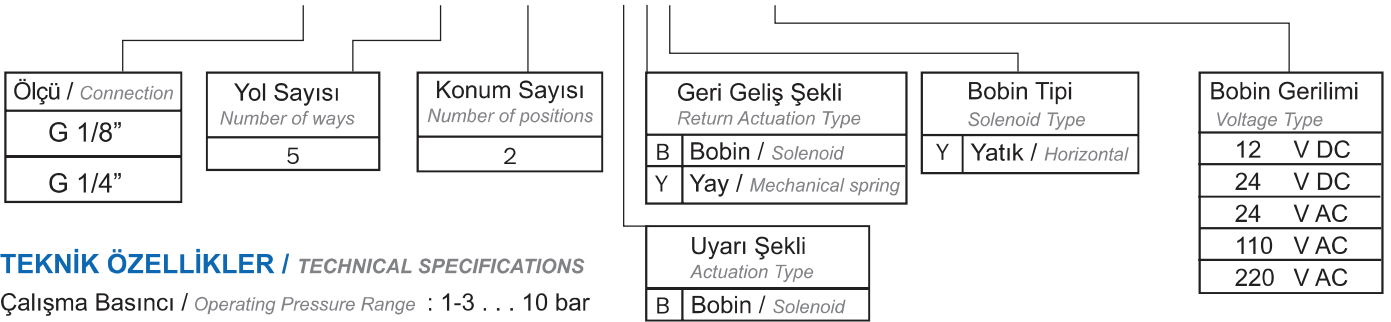 Ölçü / Connection
G 1/8”
G 1/4”
Yol Sayısı
Number of ways
5
Konum Sayısı
Number of positions
2
Geri Geliş Şekli
Return Actuation Type
B Bobin / Solenoid
Y Yay / Mechanical spring
Bobin Tipi
Solenoid Type
Y Yatık / Horizontal
Bobin Gerilimi
Voltage Type
12 V DC
24 V DC
24 V AC
110 V AC
220 V AC
Uyarı Şekli
Actuation Type
B Bobin / Solenoid
TEKNİK ÖZELLİKLER / TECHNICAL SPECIFICATIONS
Çalışma Basıncı / Operating Pressure Range : 1-3 . . . 10 bar